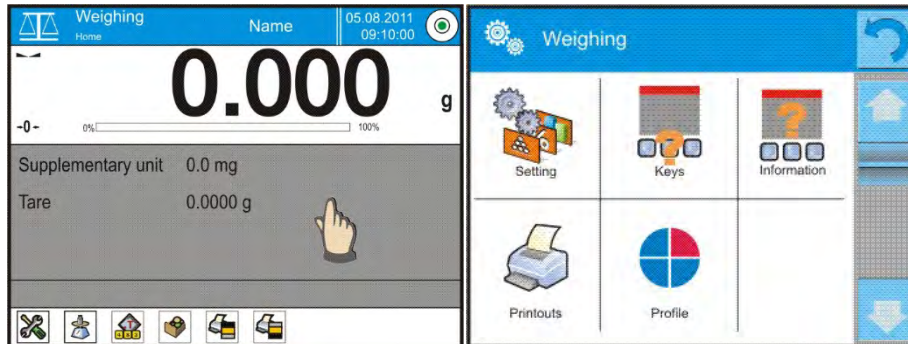 Weighing
Home
Name
05.08.2011
09:10:00
0.000
g
-0-
0%
100%
Supplementary unit 0.0 mg
Tare 0.0000 g
Weighing
Setting
Keys
Information
Printouts
Profile